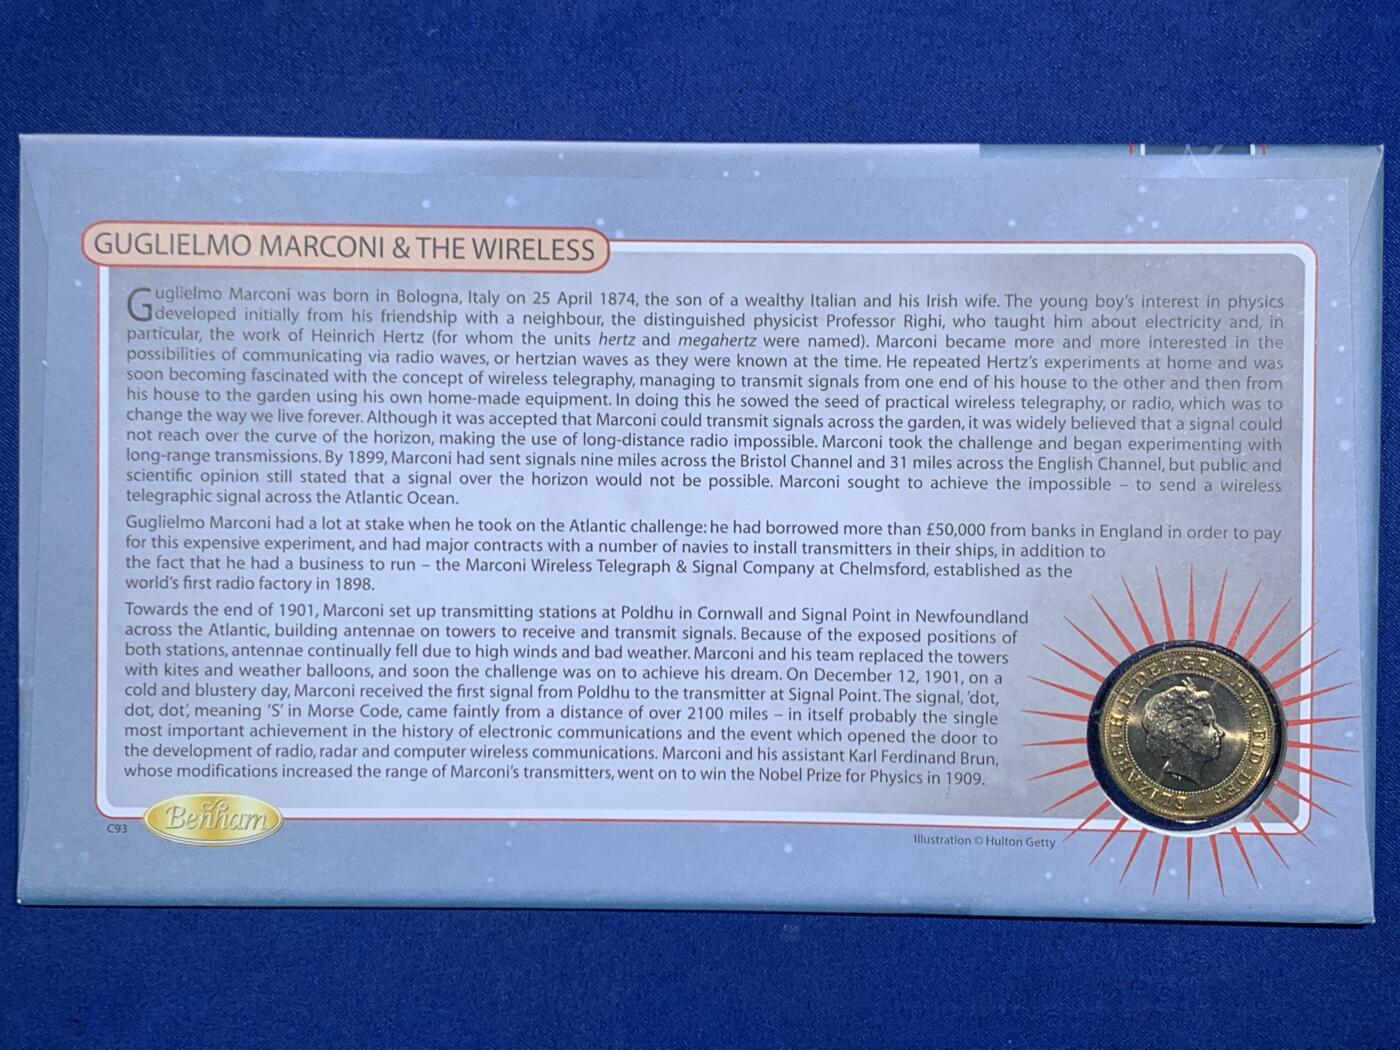 GUGLIELMO MARCONI & THE WIRELESS
Guglielmo Marconi was born in Bologna, Italy on 25 April 1874, the son of a wealthy Italian and his Irish wife. The young boy's interest in physics
developed initially from his friendship with a neighbour, the distinguished physicist Professor Righi, who taught him about electricity and, in
particular, the work of Heinrich Hertz (for whom the units hertz and megahertz were named). Marconi became more and more interested in the
possibilities of communicating via radio waves, or hertzian waves as they were known at the time. He repeated Hertz's experiments at home and was
soon becoming fascinated with the concept of wireless telegraphy, managing to transmit signals from one end of his house to the other and then from
his house to the garden using his own home-made equipment. In doing this he sowed the seed of practical wireless telegraphy, or radio, which was to
change the way we live forever. Although it was accepted that Marconi could transmit signals across the garden, it was widely believed that a signal could
not reach over the curve of the horizon, making the use of long-distance radio impossible. Marconi took the challenge and began experimenting with
long-range transmissions. By 1899, Marconi had sent signals nine miles across the Bristol Channel and 31 miles across the English Channel, but public and
scientific opinion still stated that a signal over the horizon would not be possible. Marconi sought to achieve the impossible – to send a wireless
telegraphic signal across the Atlantic Ocean.
Guglielmo Marconi had a lot at stake when he took on the Atlantic challenge: he had borrowed more than £50,000 from banks in England in order to pay
for this expensive experiment, and had major contracts with a number of navies to install transmitters in their ships, in addition to
the fact that he had a business to run – the Marconi Wireless Telegraph & Signal Company at Chelmsford, established as the
world's first radio factory in 1898.
Towards the end of 1901, Marconi set up transmitting stations at Poldhu in Cornwall and Signal Point in Newfoundland
across the Atlantic, building antennae on towers to receive and transmit signals. Because of the exposed positions of
both stations, antennae continually fell due to high winds and bad weather. Marconi and his team replaced the towers
with kites and weather balloons, and soon the challenge was on to achieve his dream. On December 12, 1901, on a
cold and blustery day, Marconi received the first signal from Poldhu to the transmitter at Signal Point. The signal, 'dot,
dot, dot', meaning 'S' in Morse Code, came faintly from a distance of over 2100 miles – in itself probably the single
most important achievement in the history of electronic communications and the event which opened the door to
the development of radio, radar and computer wireless communications. Marconi and his assistant Karl Ferdinand Brun,
whose modifications increased the range of Marconi's transmitters, went on to win the Nobel Prize for Physics in 1909.
C93
Benham
Illustration © Hulton Getty
ELIZABETH·II·DEI·GRA·REG·FID·DEF·